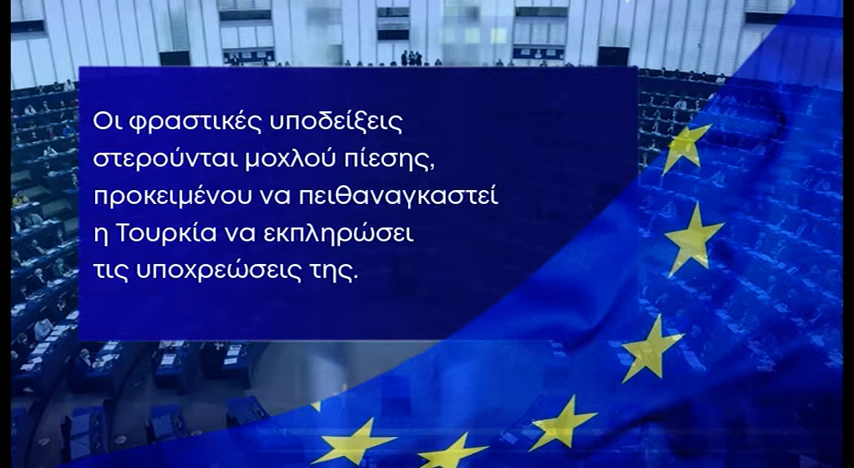 Οι φραστικές υποδείξεις
στερούνται μοχλού πίεσης,
προκειμένου να πειθαναγκαστεί
η Τουρκία να εκπληρώσει
τις υποχρεώσεις της.